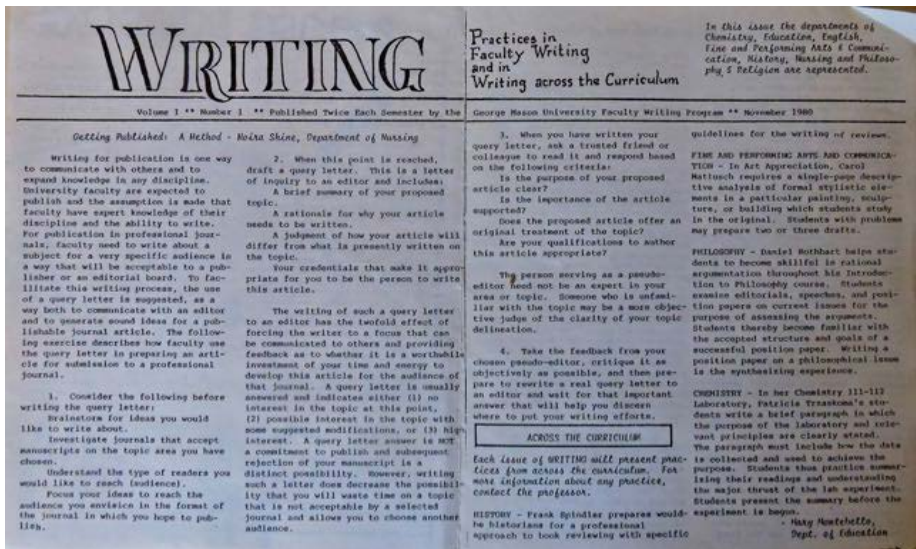 WRITING
Practices in
Faculty Writing
and in
Writing across the Curriculum
In this issue the departments of
Chemistry, Education, English,
Fine and Performing Arts & Communi-
cation, History, Nursing and Philoso-
phy & Religion are represented.
Volume 1 ** Number 1 ** Published Twice Each Semester by the George Mason University Faculty Writing Program ** November 1980
Getting Published: A Method - Moira Shine, Department of Nursing
Writing for publication is one way
to communicate with others and to
expand knowledge in any discipline.
University faculty are expected to
publish and the assumption is made that
faculty have expert knowledge of their
discipline and the ability to write.
For publication in professional jour-
nals, faculty need to write about a
subject for a very specific audience in
a way that will be acceptable to a pub-
lisher or an editorial board. To fac-
ilitate this writing process, the use
of a query letter is suggested, as a
way both to communicate with an editor
and to generate sound ideas for a pub-
lishable journal article. The follow-
ing exercise describes how faculty use
the query letter in preparing an arti-
cle for submission to a professional
journal.
1. Consider the following before
writing the query letter:
Brainstorm for ideas you would
like to write about.
Investigate journals that accept
manuscripts on the topic area you have
chosen.
Understand the type of readers you
would like to reach (audience).
Focus your ideas to reach the
audience you envision in the format of
the journal in which you hope to pub-
lish.
2. When this point is reached,
draft a query letter. This is a letter
of inquiry to an editor and includes:
A brief summary of your proposed
topic.
A rationale for why your article
needs to be written.
A judgment of how your article will
differ from what is presently written on
the topic.
Your credentials that make it appro-
priate for you to be the person to write
this article.
The writing of such a query letter
to an editor has the twofold effect of
forcing the writer to a focus that can
be communicated to others and providing
feedback as to whether it is a worthwhile
investment of your time and energy to
develop this article for the audience of
that journal. A query letter is usually
answered and indicates either (1) no
interest in the topic at this point,
(2) possible interest in the topic with
some suggested modifications, or (3) high
interest. A query letter answer is NOT
a commitment to publish and subsequent
rejection of your manuscript is a
distinct possibility. However, writing
such a letter does decrease the possibil-
ity that you will waste time on a topic
that is not acceptable by a selected
journal and allows you to choose another
audience.
3. When you have written your
query letter, ask a trusted friend or
colleague to read it and respond based
on the following criteria:
Is the purpose of your proposed
article clear?
Is the importance of the article
supported?
Does the proposed article offer an
original treatment of the topic?
Are your qualifications to author
this article appropriate?
The person serving as a pseudo-
editor need not be an expert in your
area or topic. Someone who is unfami-
liar with the topic may be a more objec-
tive judge of the clarity of your topic
delineation.
4. Take the feedback from your
chosen pseudo-editor, critique it as
objectively as possible, and then pre-
pare to rewrite a real query letter to
an editor and wait for that important
answer that will help you discern
where to put your writing efforts.
ACROSS THE CURRICULUM
Each issue of WRITING will present prac-
tices from across the curriculum. For
more information about any practice,
contact the professor.
HISTORY - Frank Spindler prepares would-
be historians for a professional
approach to book reviewing with specific
guidelines for the writing of reviews.
FINE AND PERFORMING ARTS AND COMMUNICA-
TION - In Art Appreciation, Carol
Mattusch requires a single-page descrip-
tive analysis of formal stylistic ele-
ments in a particular painting, sculp-
ture, or building which students study
in the original. Students with problems
may prepare two or three drafts.
PHILOSOPHY - Daniel Rothbart helps stu-
dents to become skillful in rational
argumentation throughout his Introduc-
tion to Philosophy course. Students
examine editorials, speeches, and posi-
tion papers on current issues for the
purpose of assessing the arguments.
Students thereby become familiar with
the accepted structure and goals of a
successful position paper. Writing a
position paper on a philosophical issue
is the synthesizing experience.
CHEMISTRY - In her Chemistry 111-112
laboratory, Patricia stu-
dents write a brief paragraph in which
the purpose of the laboratory and rele-
vant principles are clearly stated.
The paragraph must include how the data
is collected and used to achieve the
purpose. Students thus practice summar-
izing their readings and understanding
the major thrust of the lab experiment.
Students present the summary before the
experiment is begun.
- Mary
Dept. of Education